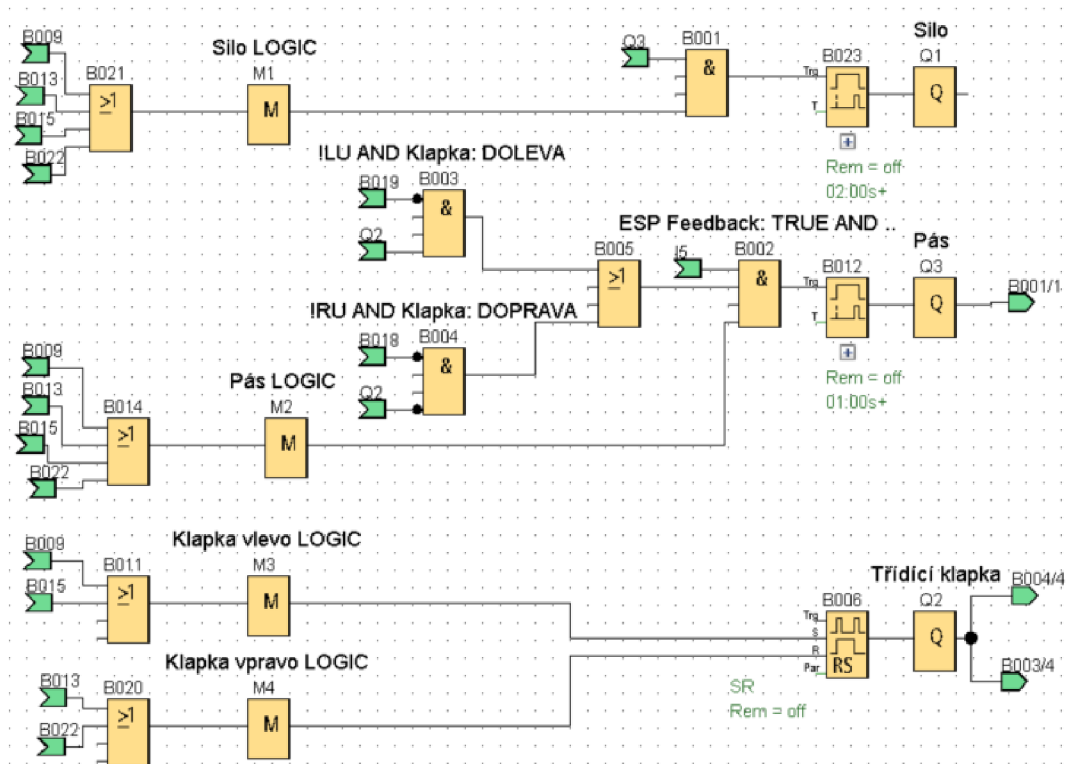 B009
B013
B015
B022
B021
≥1
Silo LOGIC
M1
M
Q3
B001
&
Trg
T
B023
Rem = off
02:00s+
Silo
Q1
Q
!LU AND Klapka: DOLEVA
B019
Q2
B003
&
!RU AND Klapka: DOPRAVA
B018
Q2
B004
&
B005
≥1
ESP Feedback: TRUE AND ..
I5
B002
&
Trg
T
B012
Rem = off
01:00s+
Pás
Q3
Q
B001/1
B009
B013
B015
B022
B014
≥1
Pás LOGIC
M2
M
Klapka vlevo LOGIC
B009
B015
B011
≥1
M3
M
Klapka vpravo LOGIC
B013
B022
B020
≥1
M4
M
Třídící klapka
B006
Trg
S
R
Par
RS
SR
Rem = off
Q2
Q
B004/4
B003/4